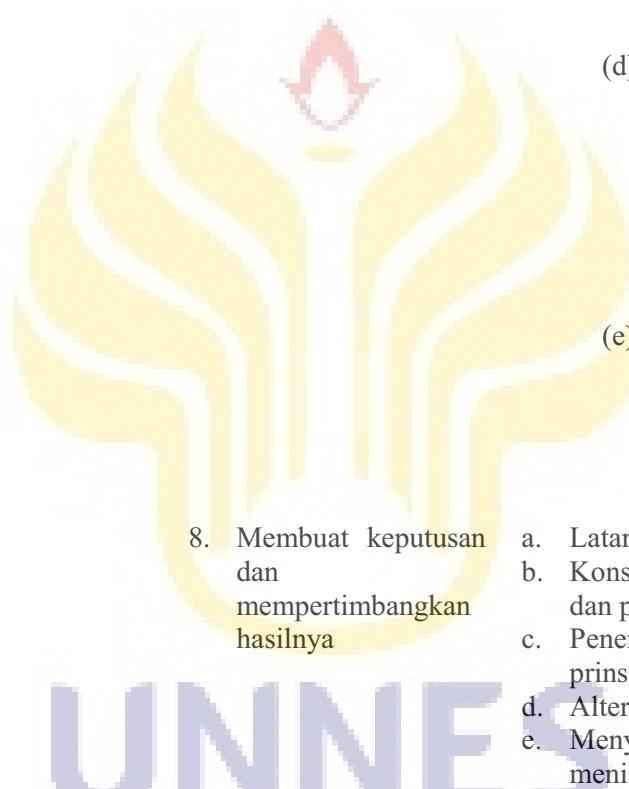 (d)
(e)
8. Membuat keputusan
dan
mempertimbangkan
hasilnya
a. Latar
b. Kons
dan p
c. Pener
prins
d. Alter
e. Meny
meni
UNNES